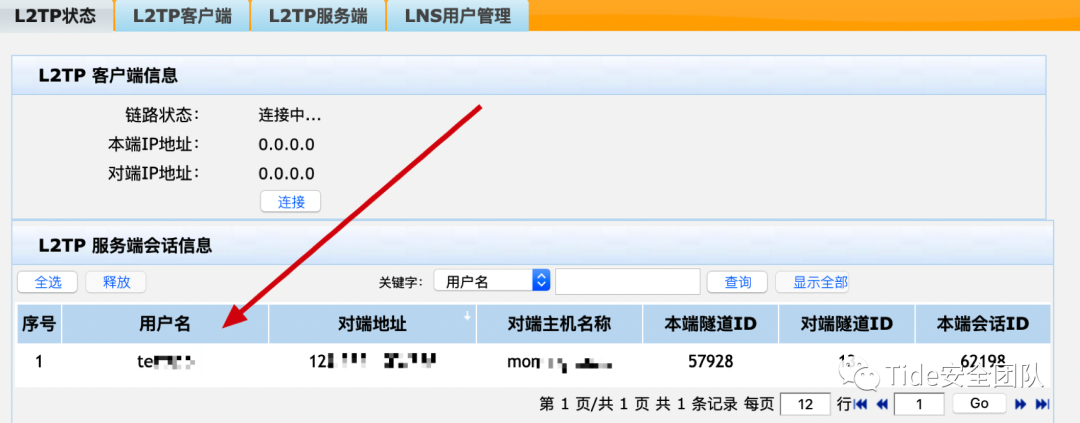 L2TP状态 L2TP客户端 L2TP服务端 LNS用户管理
L2TP 客户端信息
链路状态： 连接中...
本端IP地址： 0.0.0.0
对端IP地址： 0.0.0.0
连接
L2TP 服务端会话信息
全选 释放 关键字： 用户名 查询 显示全部
序号 用户名 对端地址 对端主机名称 本端隧道ID 对端隧道ID 本端会话ID
1 te 12 mon 57928 62198
Tide安全团队
第 1 页/共 1 页 共 1 条记录 每页 12 行 1 Go